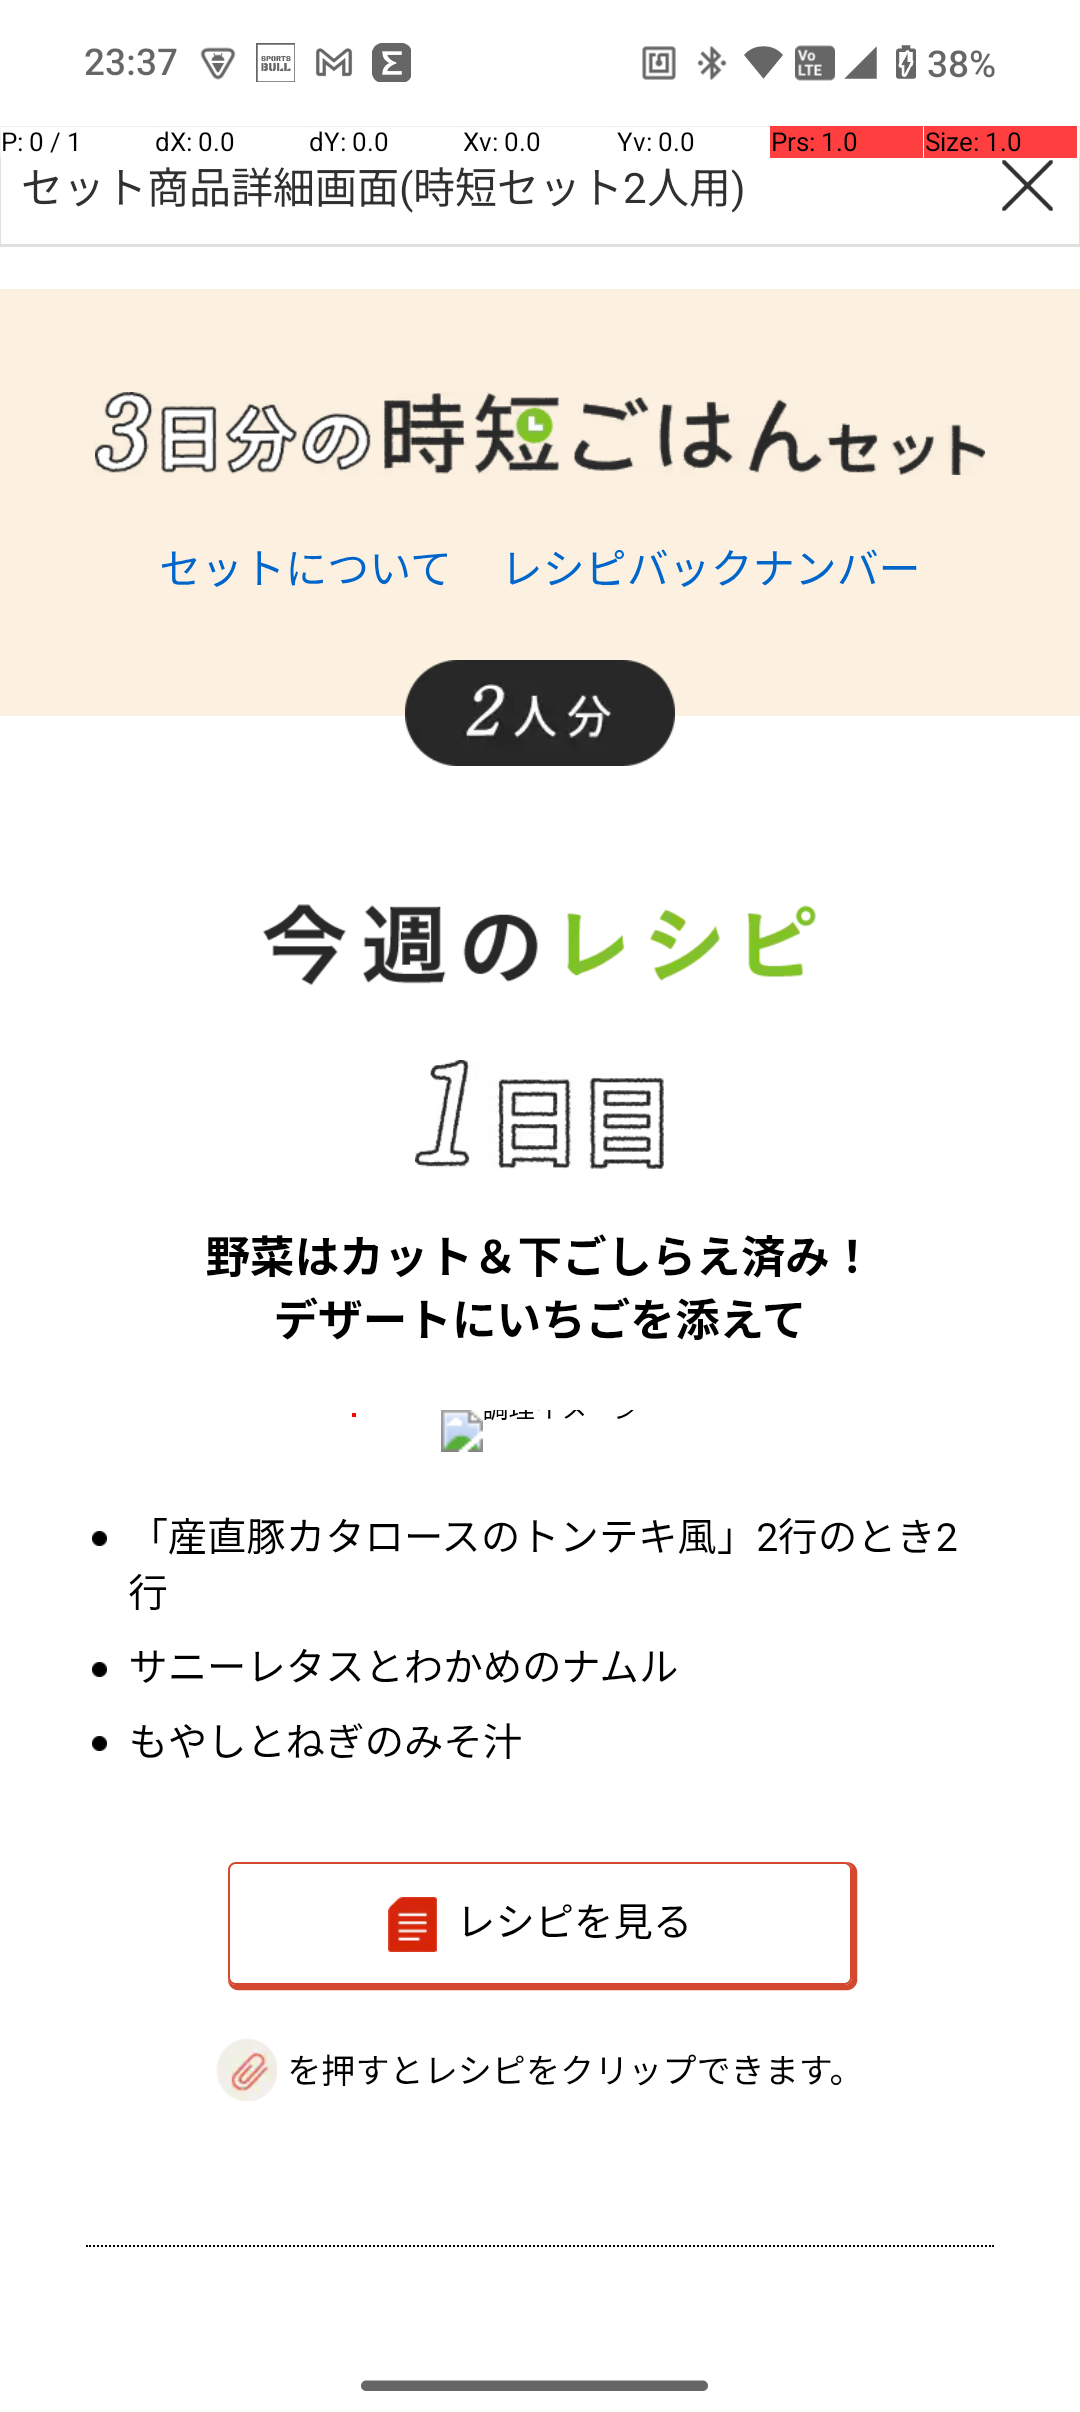 23:37 SPORTS BULL M Σ Vo LTE 38%
P: 0 / 1 dX: 0.0 dY: 0.0 Xv: 0.0 Yv: 0.0 Prs: 1.0 Size: 1.0
セット商品詳細画面(時短セット2人用)
3日分の時短ごはんセット
セットについて レシピバックナンバー
2人分
今週のレシピ
1日目
野菜はカット＆下ごしらえ済み！
デザートにいちごを添えて
調理イメージ
「産直豚カタロースのトンテキ風」2行のとき2
行
サニーレタスとわかめのナムル
もやしとねぎのみそ汁
レシピを見る
を押すとレシピをクリップできます。